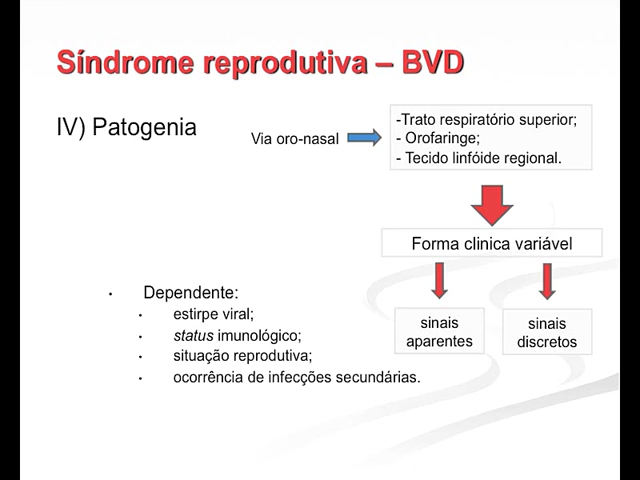 Síndrome reprodutiva – BVD
IV) Patogenia
Via oro-nasal
-Trato respiratório superior;
- Orofaringe;
- Tecido linfóide regional.
Forma clinica variável
sinais
aparentes
sinais
discretos
• Dependente:
• estirpe viral;
• status imunológico;
• situação reprodutiva;
• ocorrência de infecções secundárias.